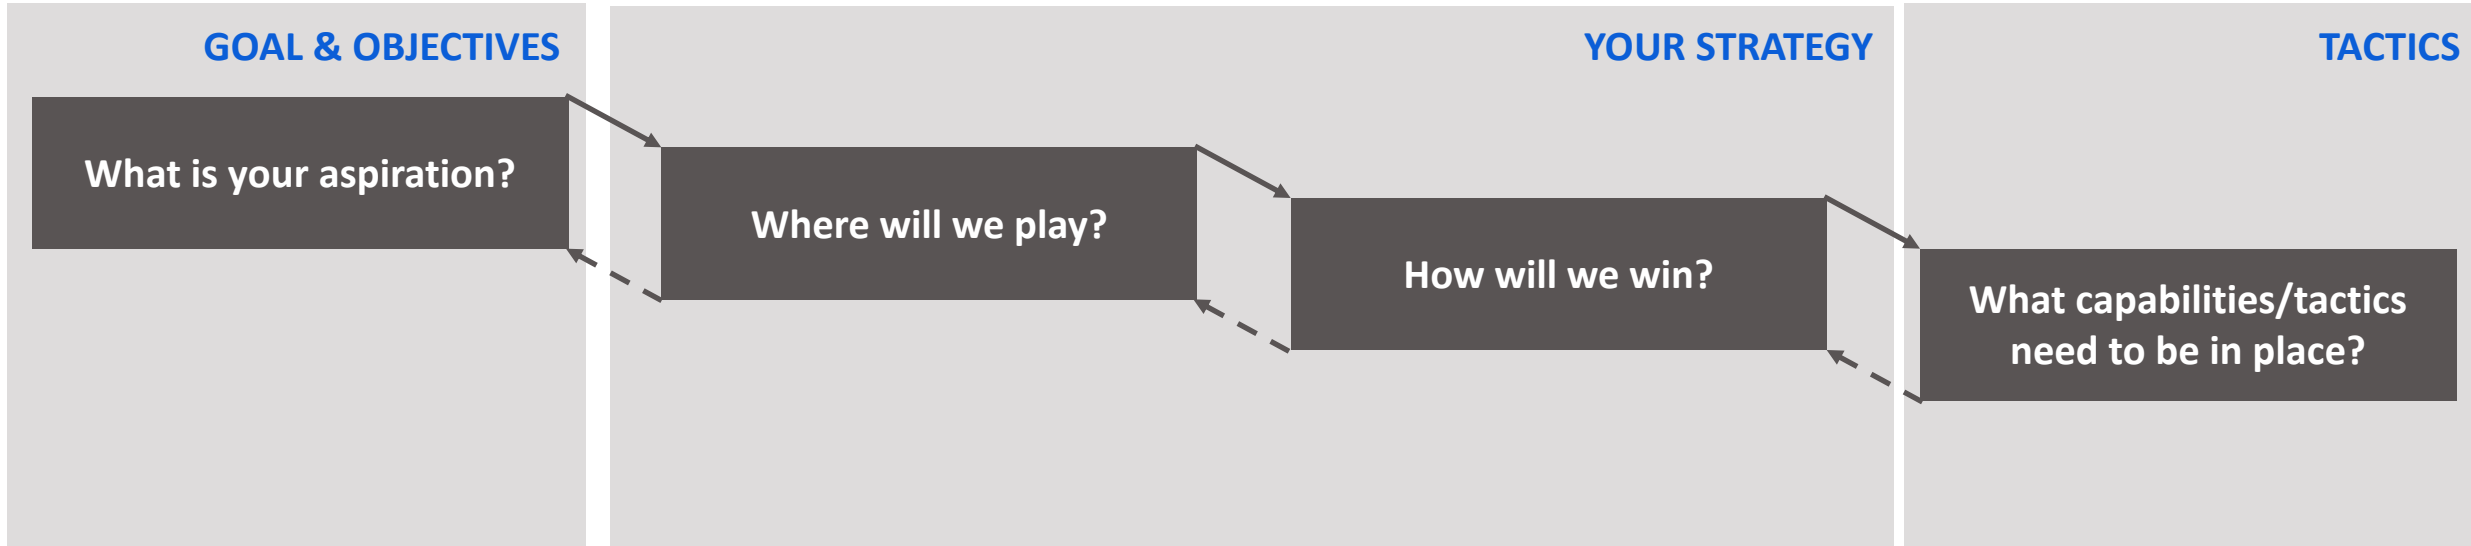 GOAL & OBJECTIVES
YOUR STRATEGY
TACTICS
What is your aspiration?
Where will we play?
How will we win?
What capabilities/tactics
need to be in place?